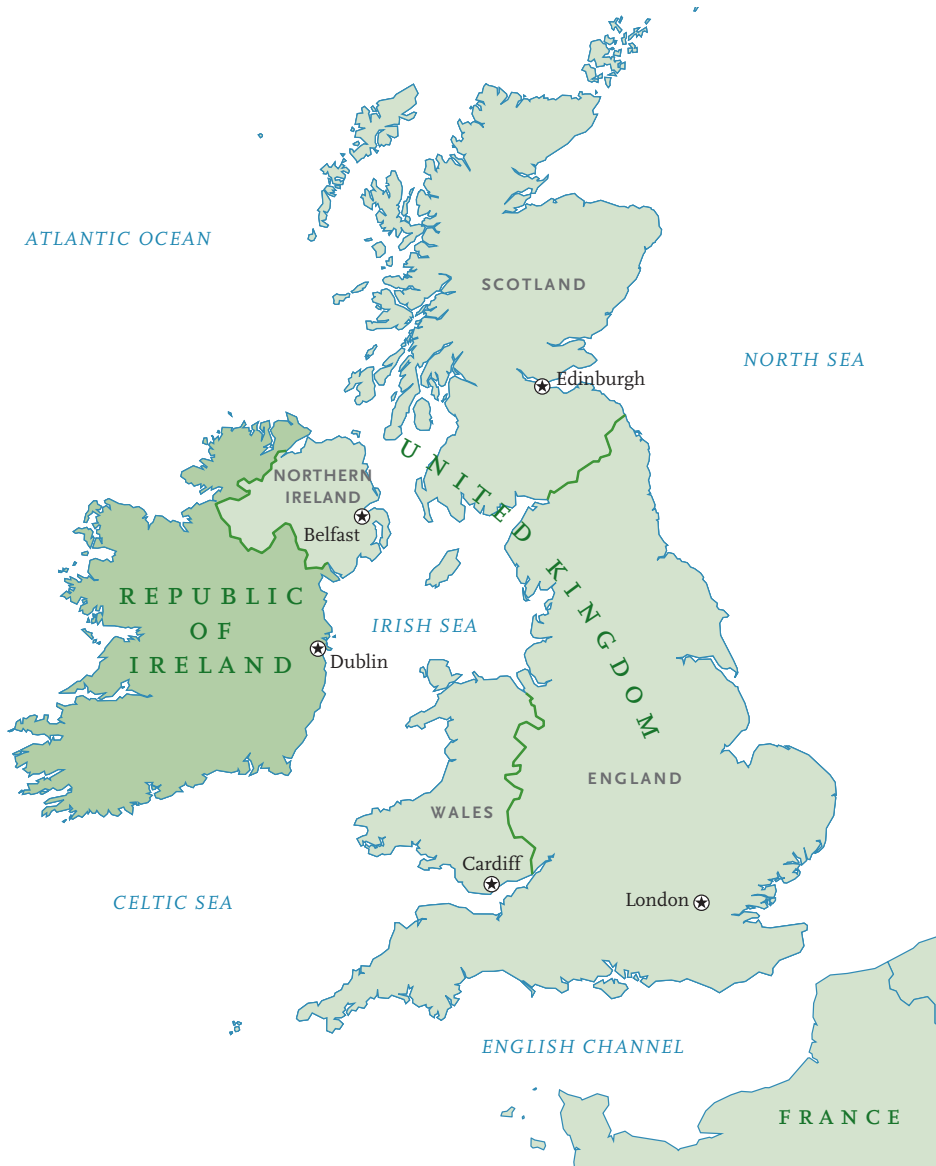 ATLANTIC OCEAN
SCOTLAND
NORTH SEA
Edinburgh
UNITED KINGDOM
NORTHERN
IRELAND
Belfast
REPUBLIC
OF
IRELAND
IRISH SEA
Dublin
ENGLAND
WALES
Cardiff
CELTIC SEA
London
ENGLISH CHANNEL
FRANCE